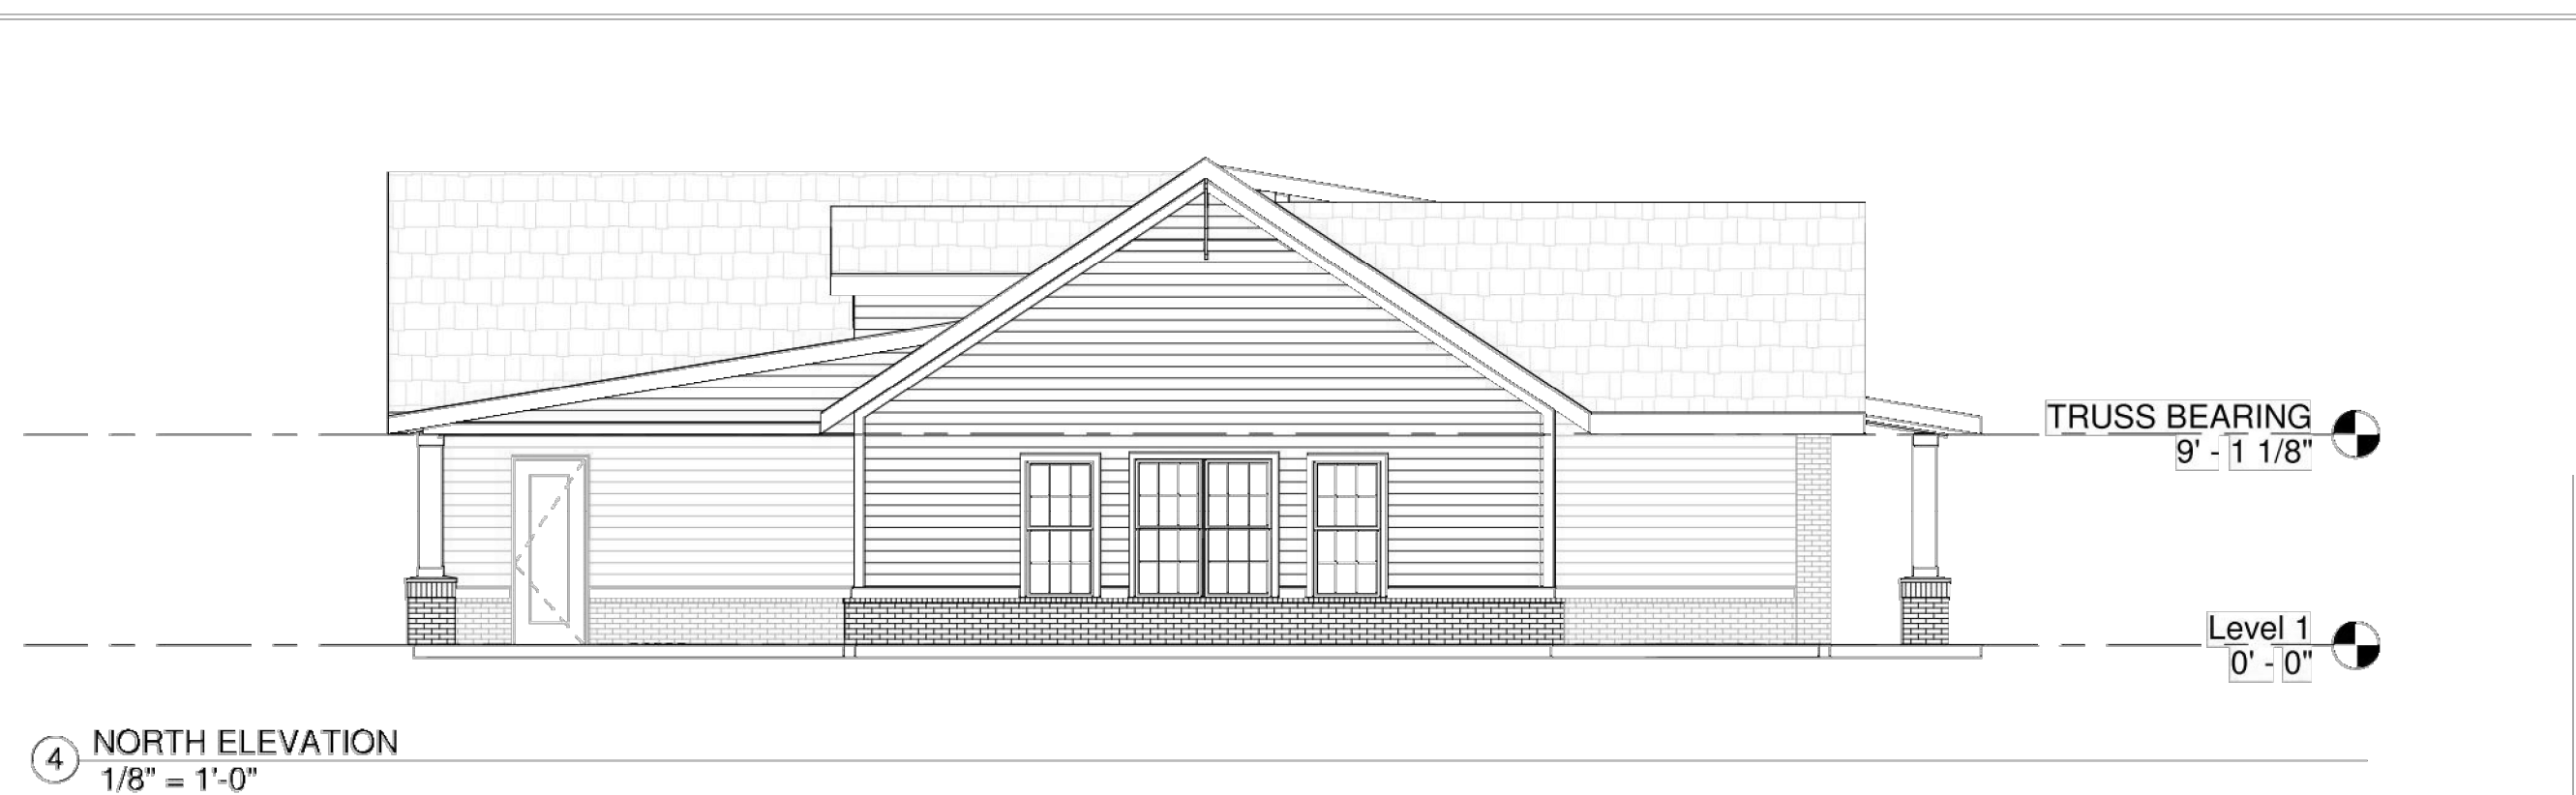 TRUSS BEARING
9' - 1 1/8"
Level 1
0' - 0"
4
NORTH ELEVATION
1/8" = 1'-0"